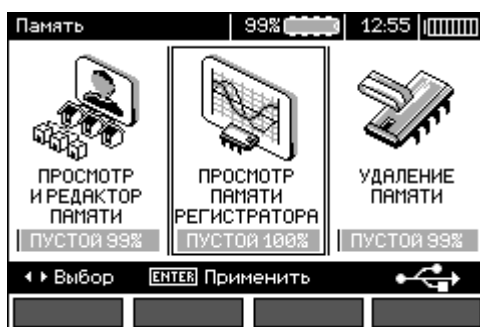 Память 99% 12:55
ПРОСМОТР
И РЕДАКТОР
ПАМЯТИ
ПУСТОЙ 99%
ПРОСМОТР
ПАМЯТИ
РЕГИСТРАТОРА
ПУСТОЙ 100%
УДАЛЕНИЕ
ПАМЯТИ
ПУСТОЙ 99%
Выбор ENTER Применить